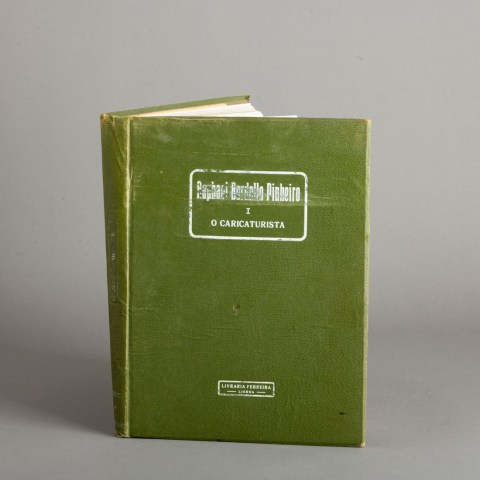 Raphael Bordallo Pinheiro
I
O CARICATURISTA
LIVRARIA FERREIRA
LISBOA